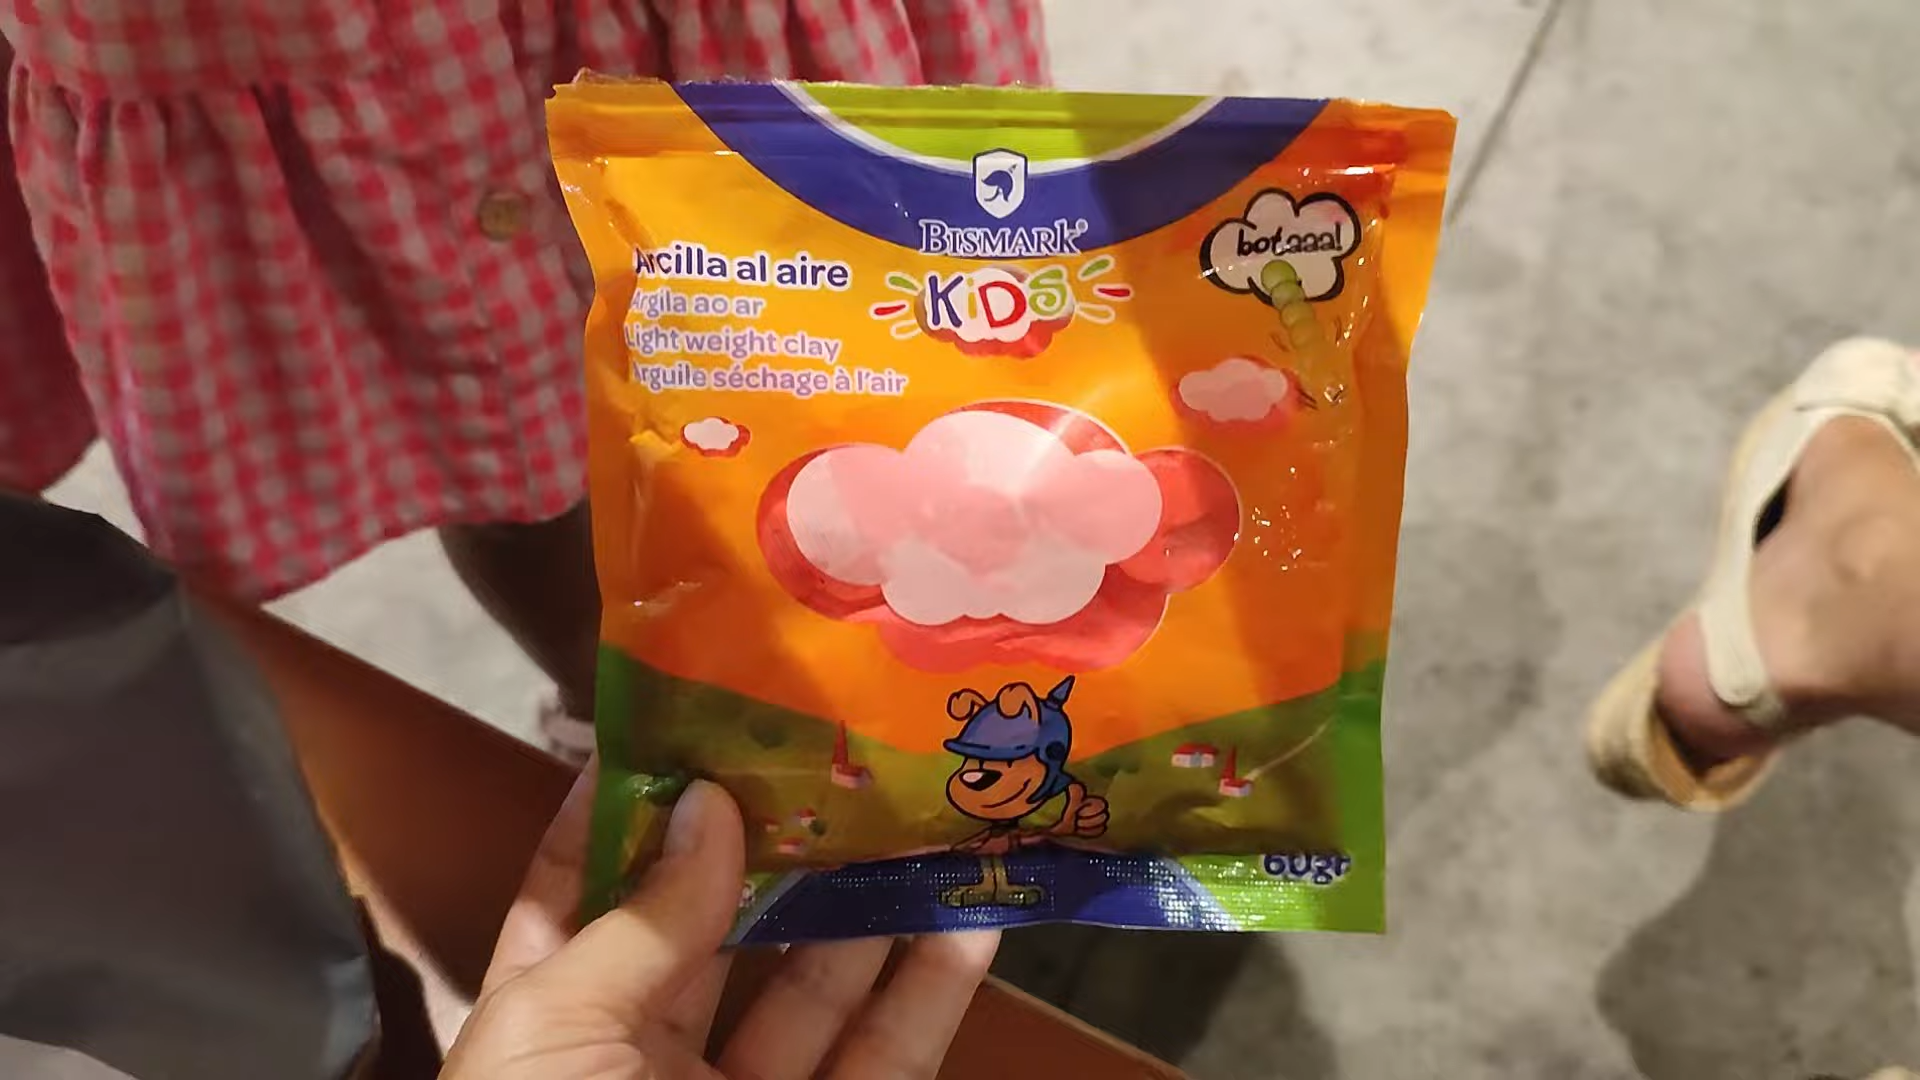 BISMARK®
KiDS
Arcilla al aire
Argila ao ar
Light weight clay
Arguile séchage à l'air
botaaa!
60gr